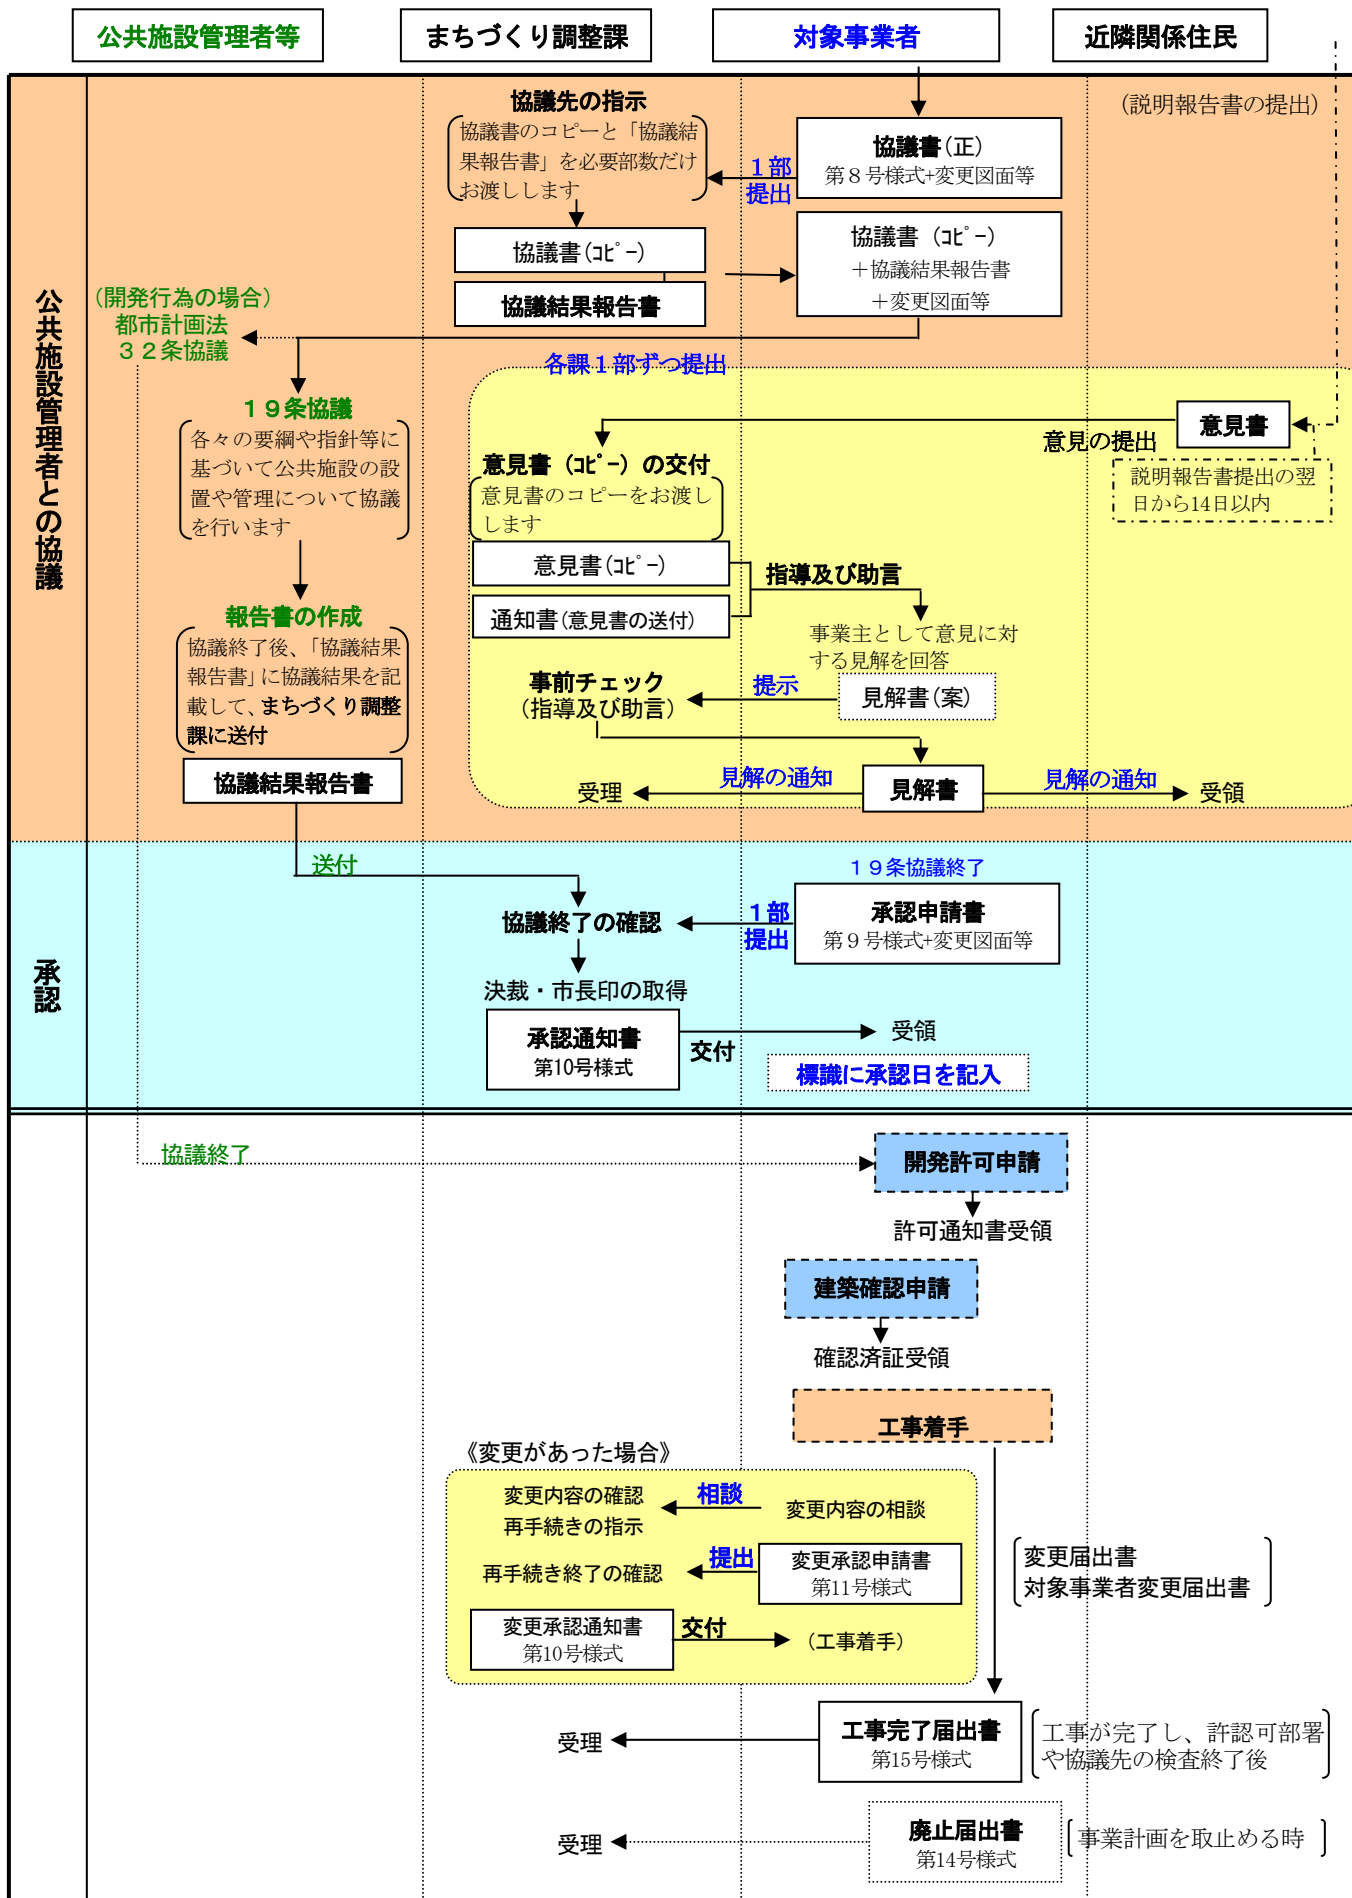 公共施設管理者等
まちづくり調整課
対象事業者
近隣関係住民
公共施設管理者との協議
(説明報告書の提出)
協議先の指示
協議書のコピーと「協議結
果報告書」を必要部数だけ
お渡しします
1部
提出
協議書(正)
第8号様式+変更図面等
協議書(コピー)
協議結果報告書
協議書(コピー)
+協議結果報告書
+変更図面等
(開発行為の場合)
都市計画法
32条協議
各課1部ずつ提出
19条協議
各々の要綱や指針等に
基づいて公共施設の設
置や管理について協議
を行います
意見書
意見の提出
説明報告書提出の翌
日から14日以内
意見書(コピー)の交付
意見書のコピーをお渡し
します
意見書(コピー)
通知書(意見書の送付)
指導及び助言
事業主として意見に対
する見解を回答
報告書の作成
協議終了後、「協議結果
報告書」に協議結果を記
載して、まちづくり調整
課に送付
協議結果報告書
事前チェック
(指導及び助言)
提示
見解書(案)
受理
見解の通知
見解書
見解の通知
受領
承認
送付
19条協議終了
協議終了の確認
1部
提出
承認申請書
第9号様式+変更図面等
決裁・市長印の取得
承認通知書
第10号様式
交付
受領
標識に承認日を記入
協議終了
開発許可申請
許可通知書受領
建築確認申請
確認済証受領
工事着手
《変更があった場合》
変更内容の確認
再手続きの指示
相談
変更内容の相談
再手続き終了の確認
提出
変更承認申請書
第11号様式
変更承認通知書
第10号様式
交付
(工事着手)
変更届出書
対象事業者変更届出書
受理
工事完了届出書
第15号様式
工事が完了し、許認可部署
や協議先の検査終了後
受理
廃止届出書
第14号様式
事業計画を取止める時